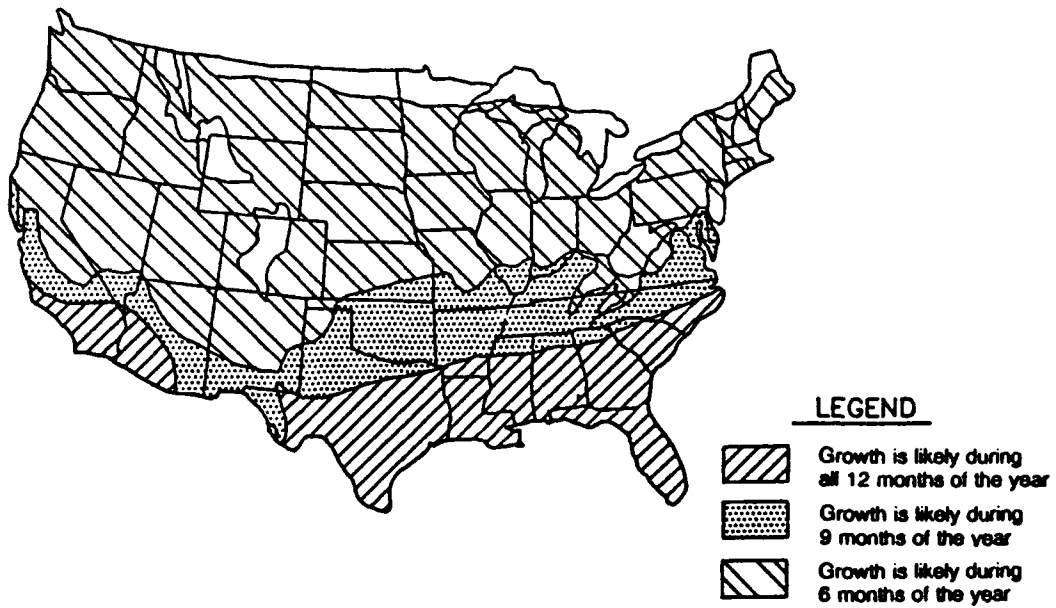 LEGEND
Growth is likely during
all 12 months of the year
Growth is likely during
9 months of the year
Growth is likely during
6 months of the year